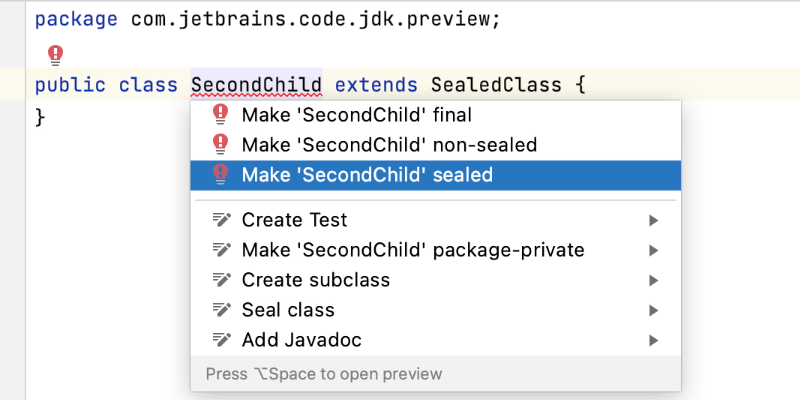 package com.jetbrains.code.jdk.preview;
public class SecondChild extends SealedClass {
}
Make 'SecondChild' final
Make 'SecondChild' non-sealed
Make 'SecondChild' sealed
Create Test
Make 'SecondChild' package-private
Create subclass
Seal class
Add Javadoc
Press ⌥Space to open preview